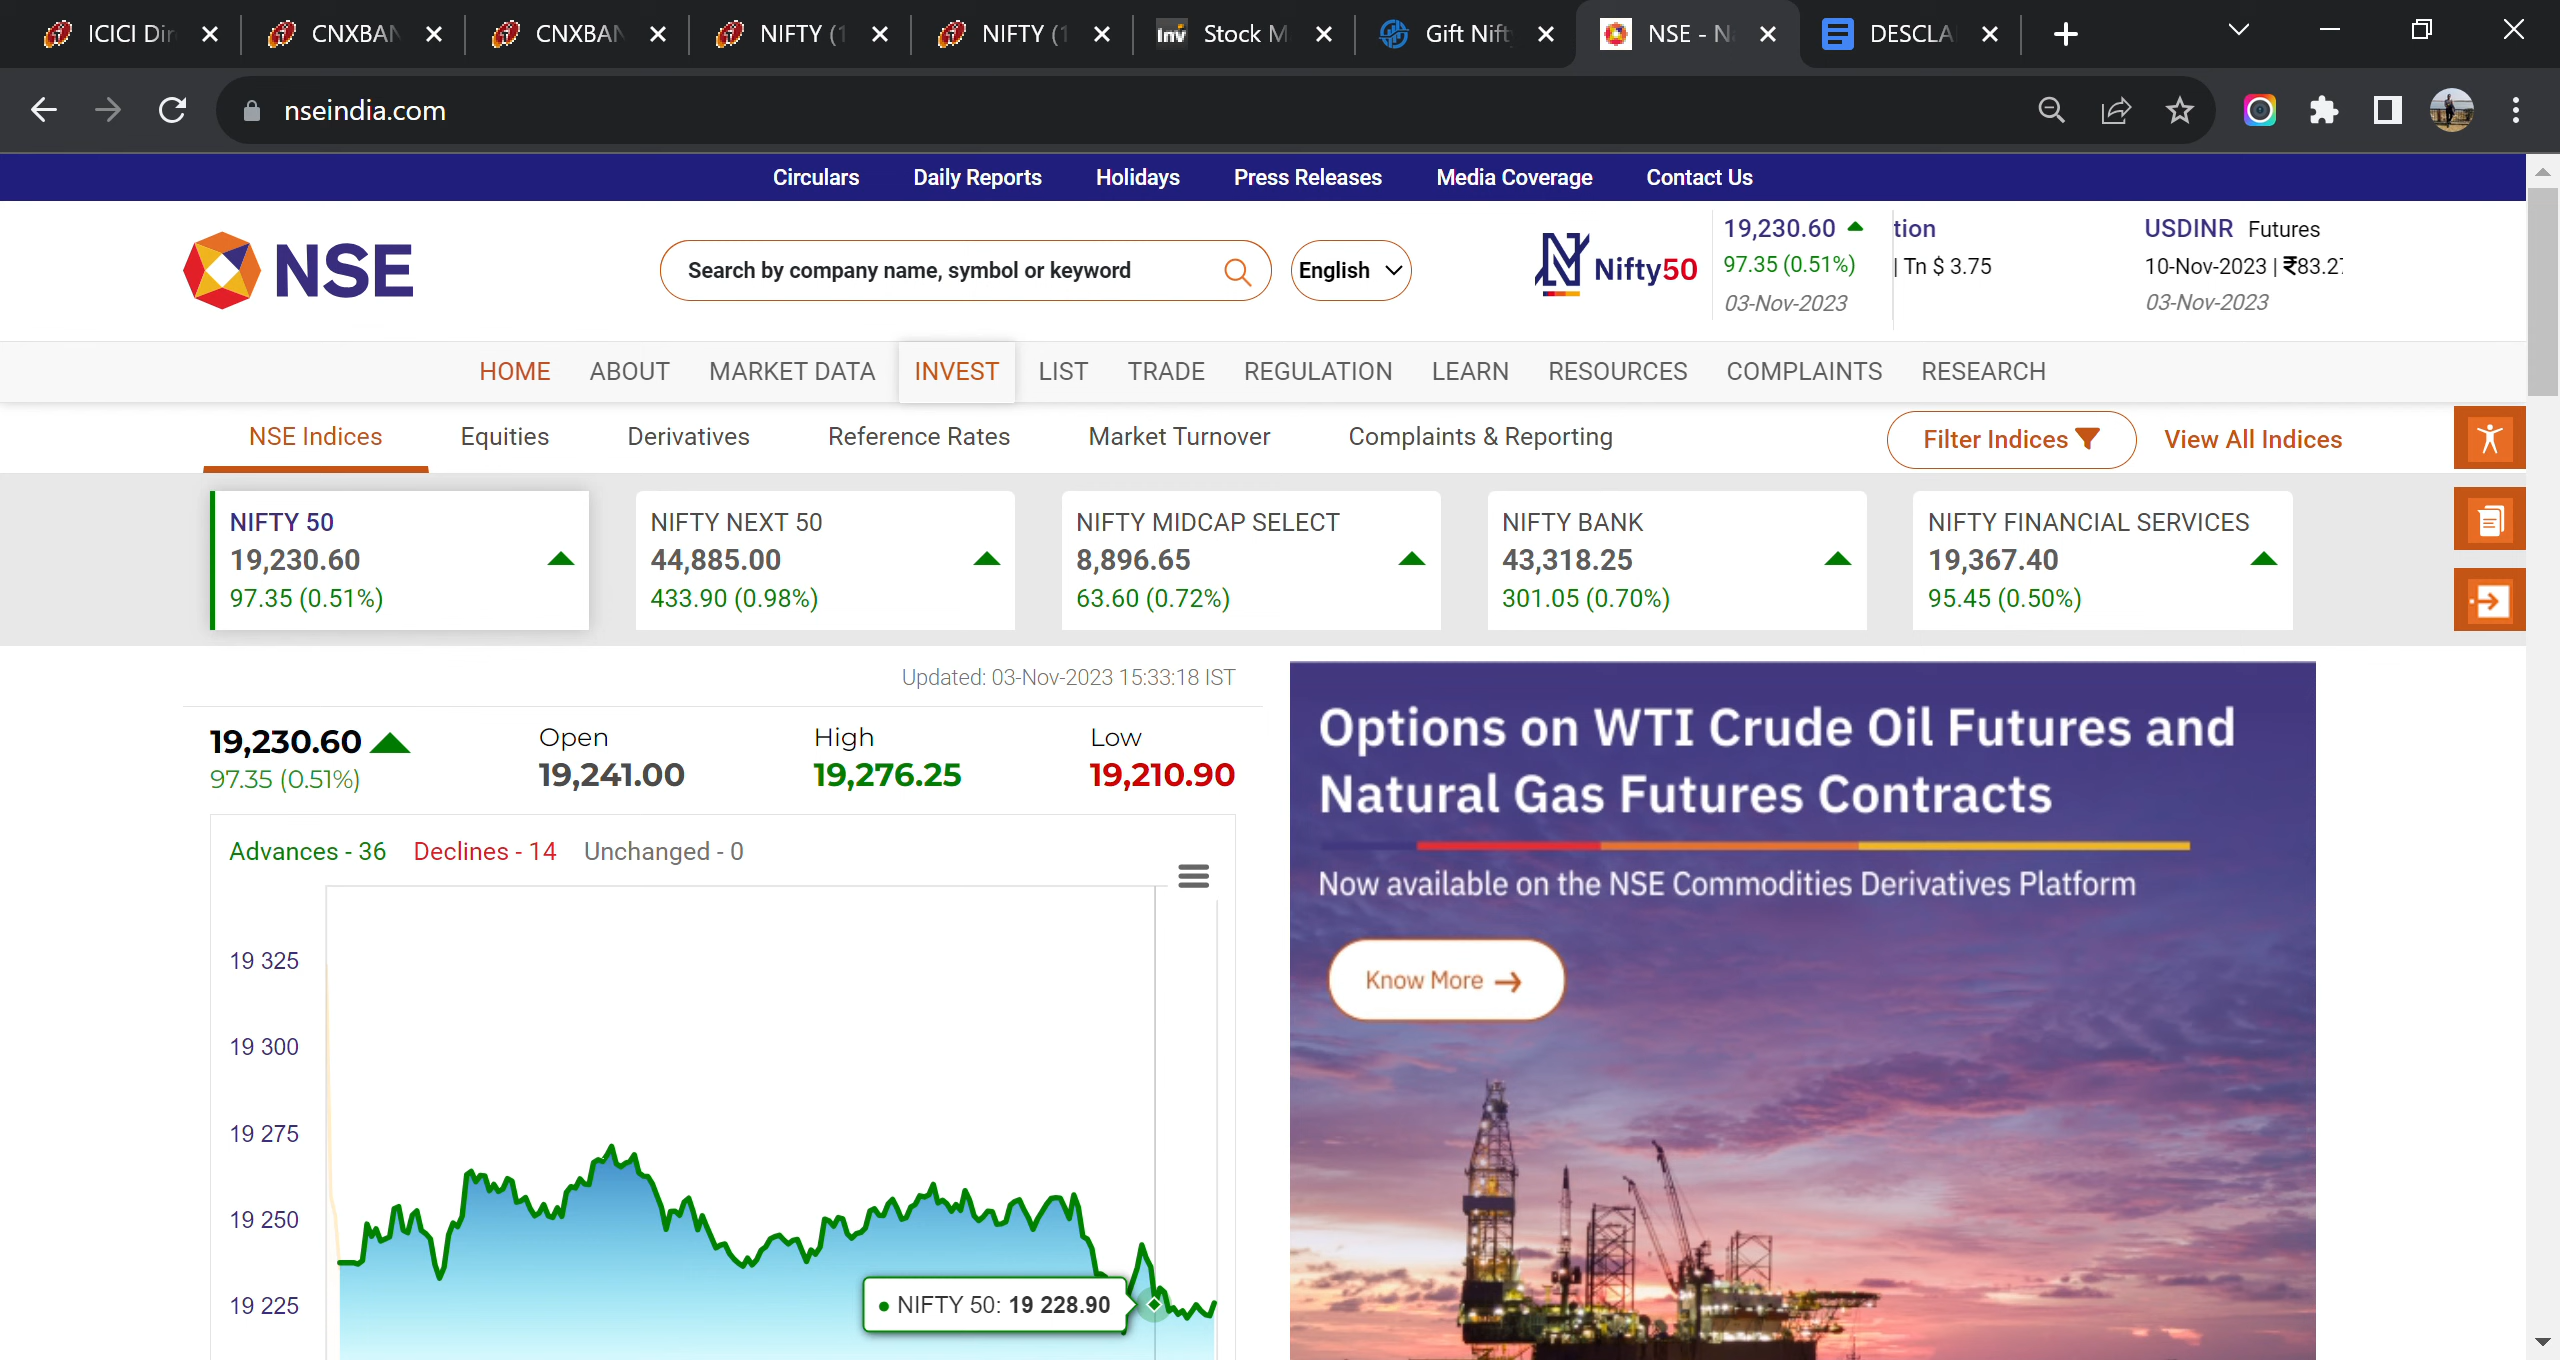 ICICI Dir
CNXBAN
CNXBAN
NIFTY (1
NIFTY (1
Inv Stock M
Gift Nift
NSE - N
DESCLA
nseindia.com
Circulars Daily Reports Holidays Press Releases Media Coverage Contact Us
NSE
Search by company name, symbol or keyword
English
Nifty50
19,230.60
97.35 (0.51%)
03-Nov-2023
tion
| Tn $ 3.75
USDINR Futures
10-Nov-2023 | ₹83.27
03-Nov-2023
HOME ABOUT MARKET DATA INVEST LIST TRADE REGULATION LEARN RESOURCES COMPLAINTS RESEARCH
NSE Indices Equities Derivatives Reference Rates Market Turnover Complaints & Reporting Filter Indices View All Indices
NIFTY 50
19,230.60
97.35 (0.51%)
NIFTY NEXT 50
44,885.00
433.90 (0.98%)
NIFTY MIDCAP SELECT
8,896.65
63.60 (0.72%)
NIFTY BANK
43,318.25
301.05 (0.70%)
NIFTY FINANCIAL SERVICES
19,367.40
95.45 (0.50%)
Updated: 03-Nov-2023 15:33:18 IST
19,230.60
97.35 (0.51%)
Open
19,241.00
High
19,276.25
Low
19,210.90
Advances - 36 Declines - 14 Unchanged - 0
19 325
19 300
19 275
19 250
19 225
NIFTY 50: 19 228.90
Options on WTI Crude Oil Futures and
Natural Gas Futures Contracts
Now available on the NSE Commodities Derivatives Platform
Know More